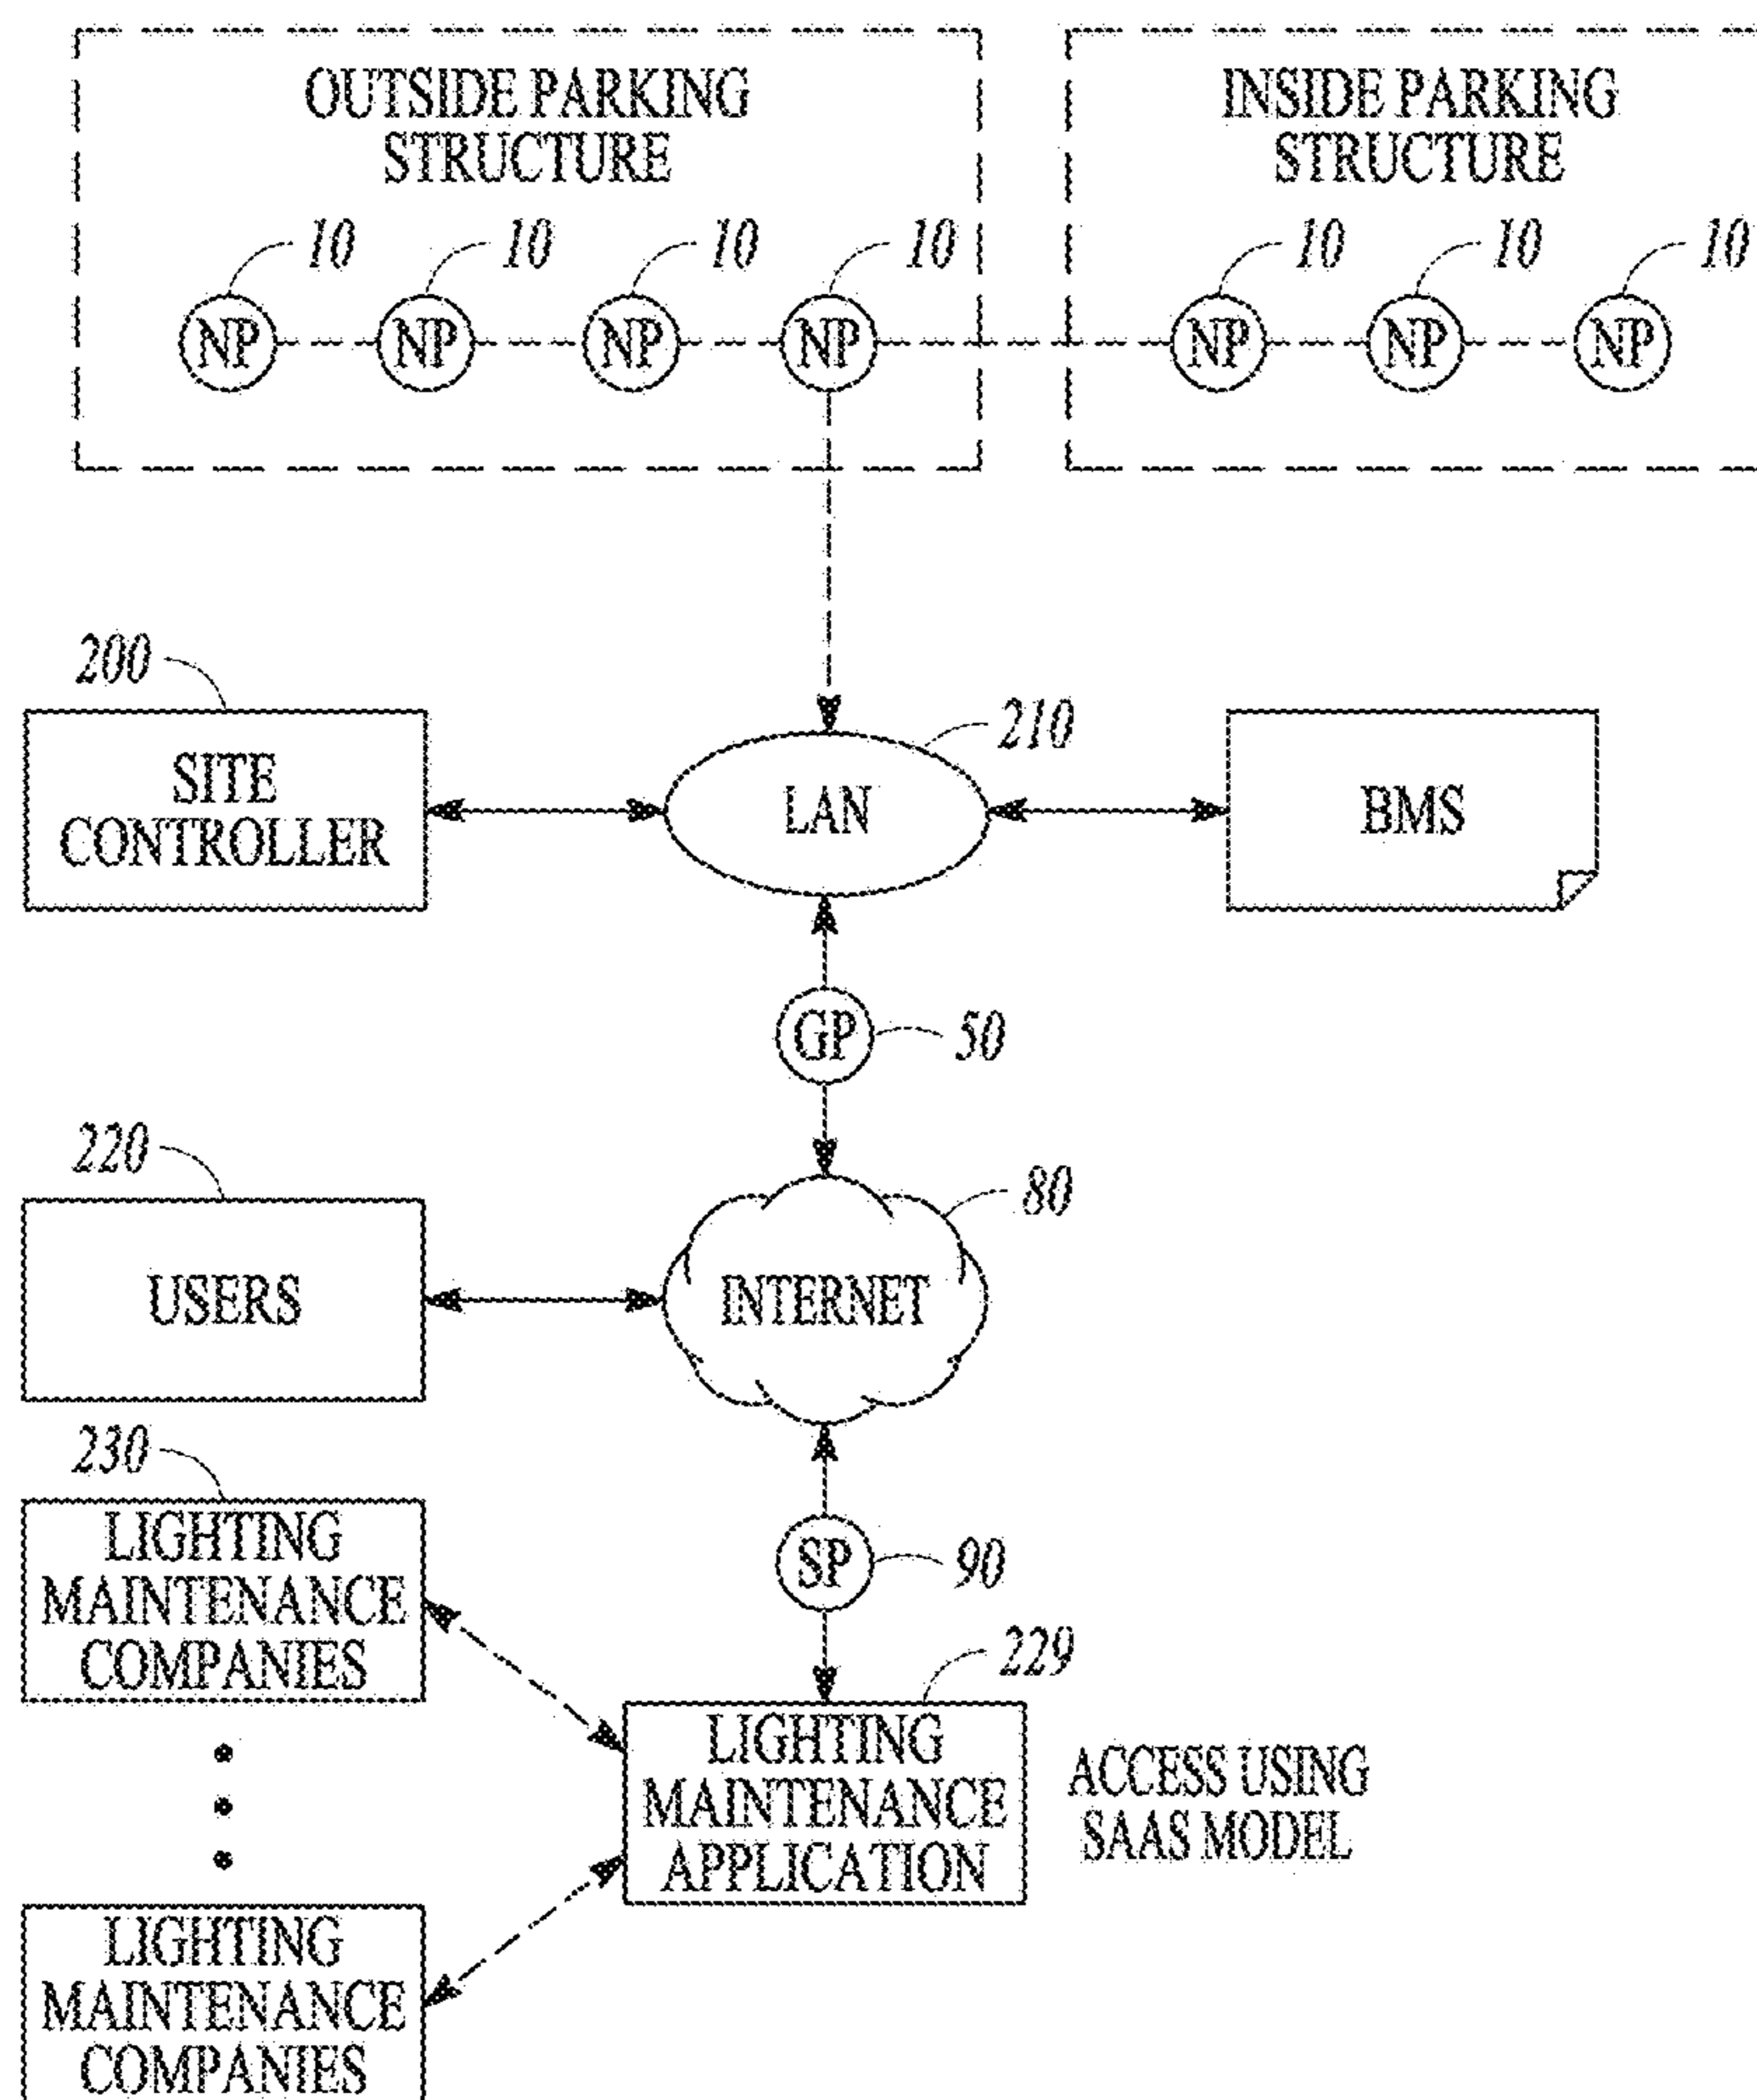 OUTSIDE PARKING
STRUCTURE
INSIDE PARKING
STRUCTURE
10 10 10 10 10 10 10
NP NP NP NP NP NP NP
200
210
SITE
CONTROLLER
LAN
BMS
GP 50
220
80
USERS
INTERNET
230
LIGHTING
MAINTENANCE
COMPANIES
SP 90
229
LIGHTING
MAINTENANCE
APPLICATION
ACCESS USING
SAAS MODEL
LIGHTING
MAINTENANCE
COMPANIES